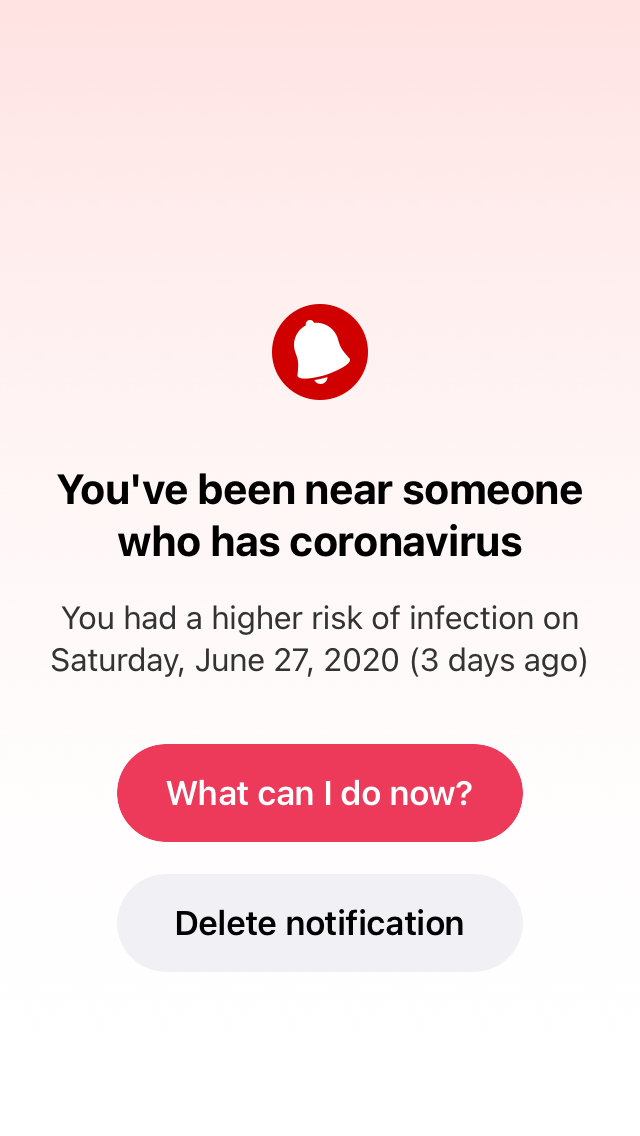 You've been near someone
who has coronavirus
You had a higher risk of infection on
Saturday, June 27, 2020 (3 days ago)
What can I do now?
Delete notification